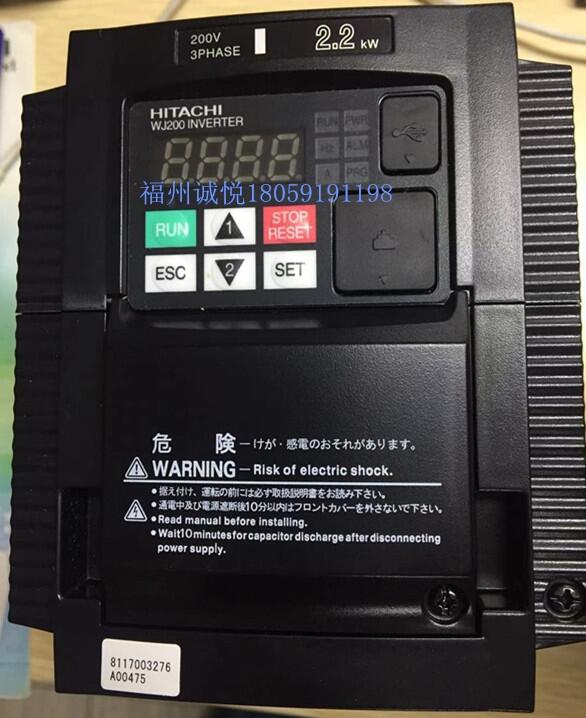 200V
3PHASE
2.2 kW
HITACHI
WJ200 INVERTER
RUN PWR
Hz ALM
A PRG
福州诚悦18059191198
RUN 1 STOP RESET
ESC 2 SET
危 険 －けが・感電のおそれがあります。
WARNING －Risk of electric shock.
●据え付け、運転の前には必ず取扱説明書をお読み下さい。
●通電中及び電源遮断後10分以内はフロントカバーを外さないで下さい。
●Read manual before installing.
●Wait10minutesforcapacitor discharge after disconnecting
power supply.
8117003276
A00475